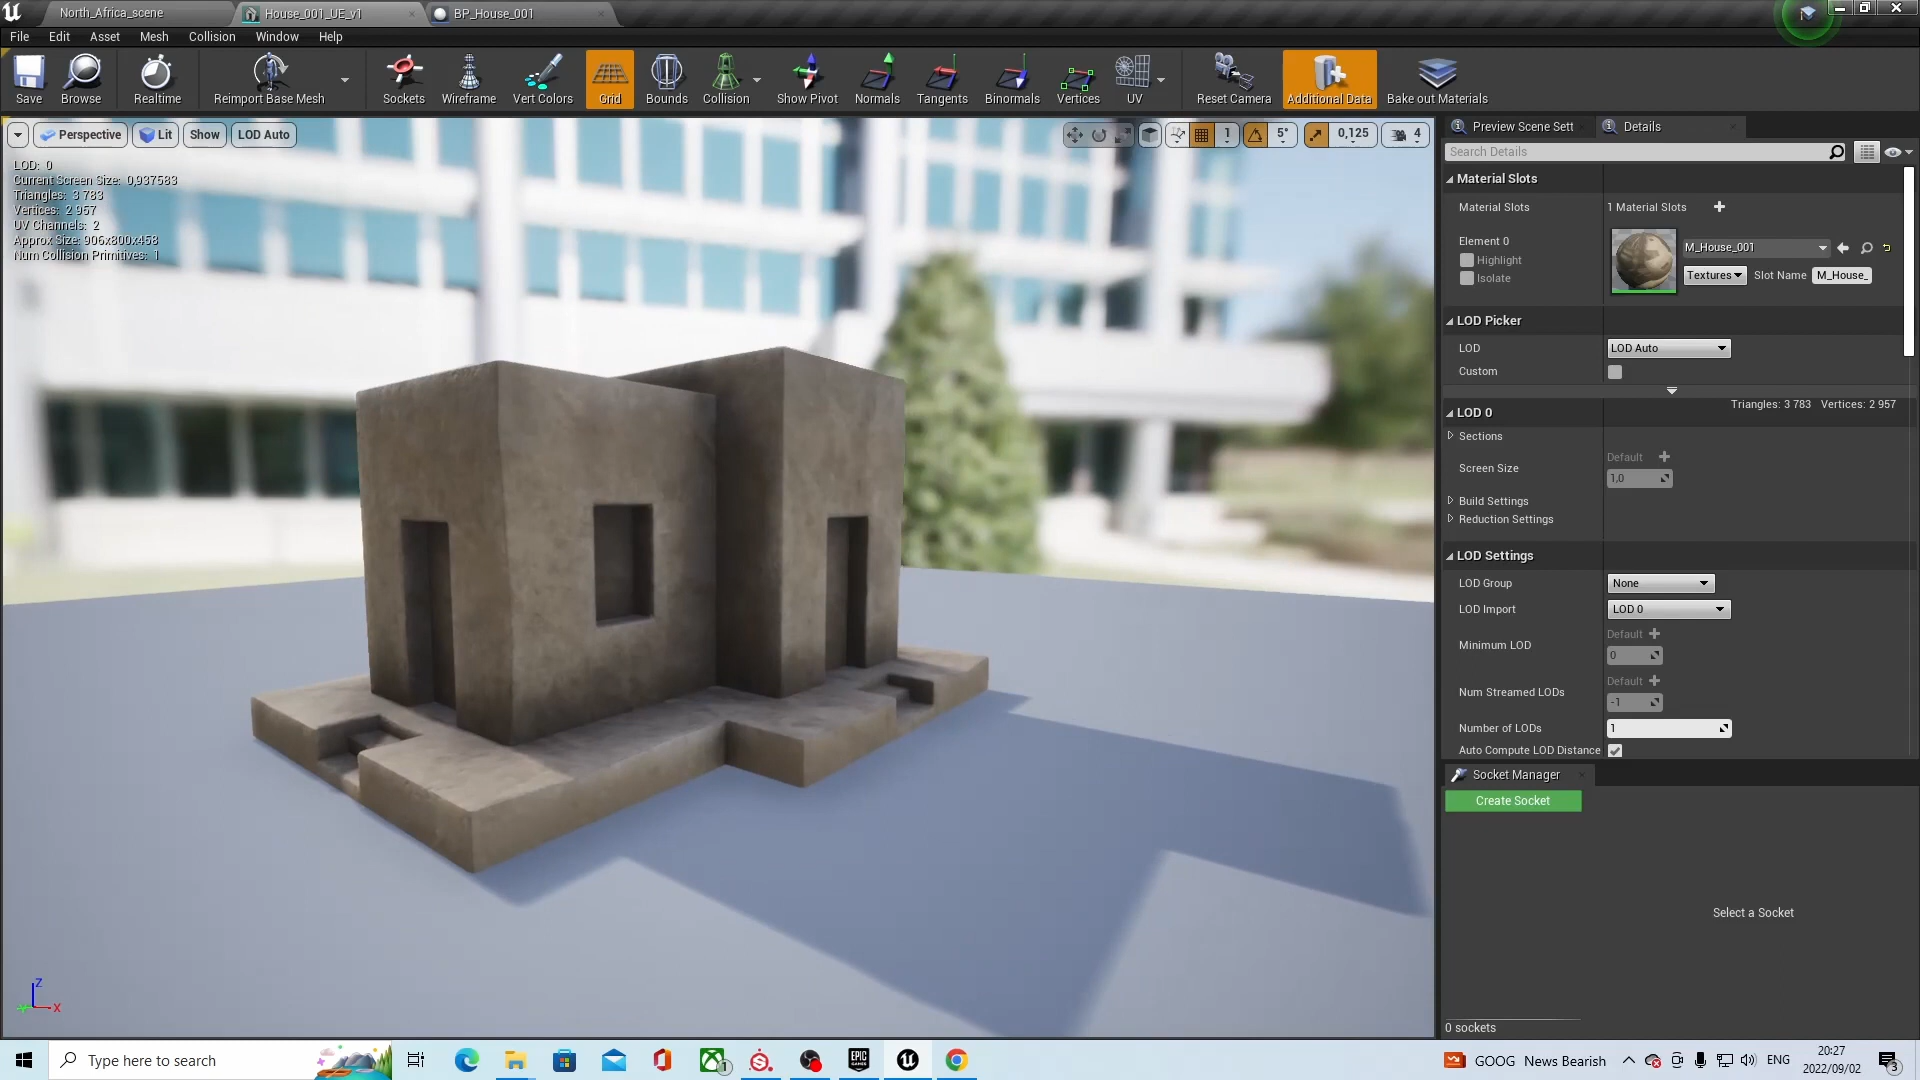 North_Africa_scene
House_001_UE_v1
BP_House_001
File Edit Asset Mesh Collision Window Help
Save
Browse
Realtime
Reimport Base Mesh
Sockets
Wireframe
Vert Colors
Grid
Bounds
Collision
Show Pivot
Normals
Tangents
Binormals
Vertices
UV
Reset Camera
Additional Data
Bake out Materials
Perspective
Lit
Show
LOD Auto
1
5°
0,125
4
LOD: 0
Current Screen Size: 0,937583
Triangles: 3 783
Vertices: 2 957
UV Channels: 2
Approx Size: 906x800x458
Num Collision Primitives: 1
Z
X
Preview Scene Sett
Details
Search Details
Material Slots
Material Slots
1 Material Slots
Element 0
Highlight
Isolate
M_House_001
Textures
Slot Name
M_House_
LOD Picker
LOD
LOD Auto
Custom
LOD 0
Triangles: 3 783 Vertices: 2 957
Sections
Screen Size
Default
1,0
Build Settings
Reduction Settings
LOD Settings
LOD Group
None
LOD Import
LOD 0
Minimum LOD
Default
0
Num Streamed LODs
Default
-1
Number of LODs
1
Auto Compute LOD Distance
Socket Manager
Create Socket
Select a Socket
0 sockets
Type here to search
1
EPIC
GAMES
GOOG News Bearish
ENG
20:27
2022/09/02
3